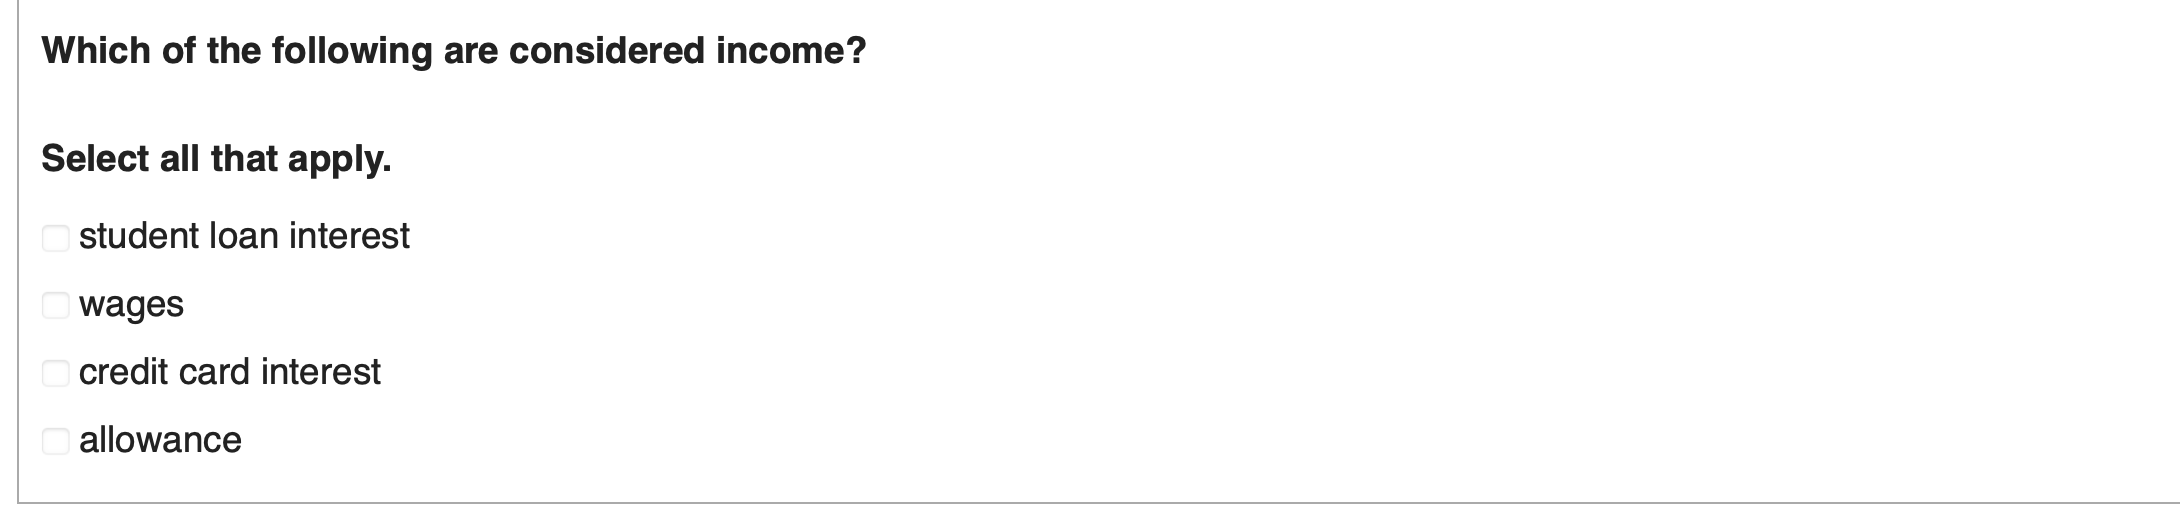 Which of the following are considered income?
Select all that apply.
student loan interest
wages
credit card interest
allowance